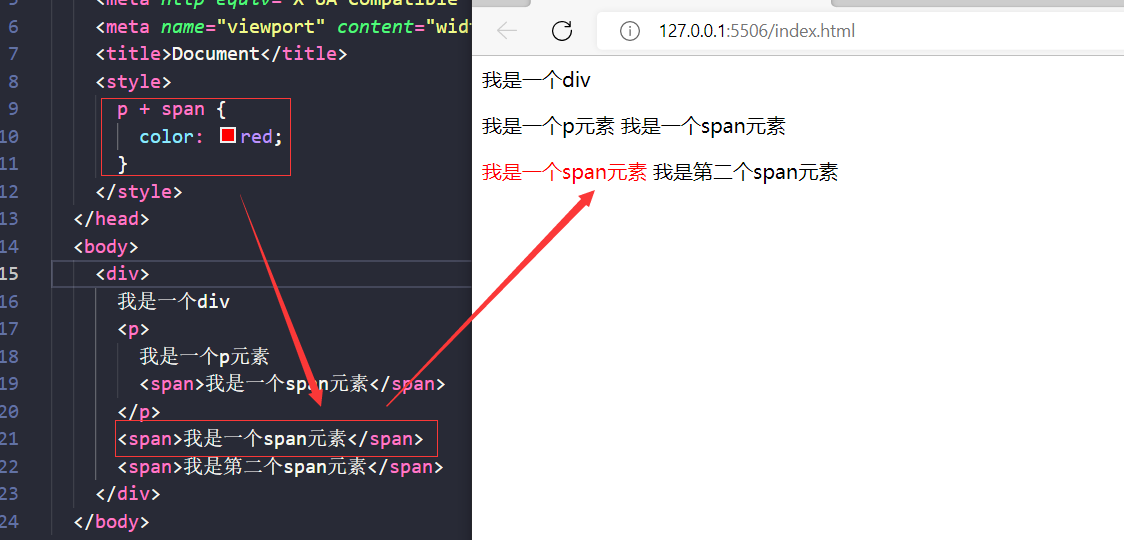 6 <meta name="viewport" content="wid
7 <title>Document</title>
8 <style>
9 p + span {
10 color: red;
11 }
12 </style>
13 </head>
14 <body>
15 <div>
16 我是一个div
17 <p>
18 我是一个p元素
19 <span>我是一个span元素</span>
20 </p>
21 <span>我是一个span元素</span>
22 <span>我是第二个span元素</span>
23 </div>
24 </body>
127.0.0.1:5506/index.html
我是一个div
我是一个p元素 我是一个span元素
我是一个span元素 我是第二个span元素